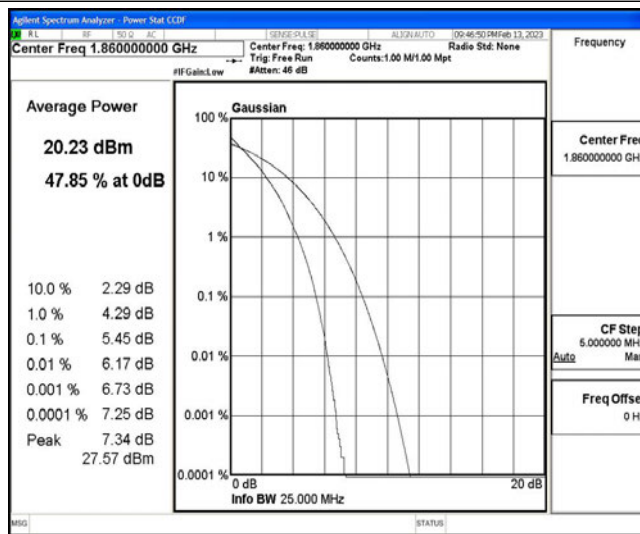 Agilent Spectrum Analyzer - Power Stat CCDF
RL RF 50 Ω AC SENSE:PULSE ALIGN AUTO 09:46:50 PM Feb 13, 2023
Center Freq 1.860000000 GHz
Center Freq: 1.860000000 GHz Radio Std: None
Trig: Free Run Counts:1.00 M/1.00 Mpt
#IFGain:Low #Atten: 46 dB
Frequency
Average Power
20.23 dBm
47.85 % at 0dB
10.0 % 2.29 dB
1.0 % 4.29 dB
0.1 % 5.45 dB
0.01 % 6.17 dB
0.001 % 6.73 dB
0.0001 % 7.25 dB
Peak 7.34 dB
27.57 dBm
Gaussian
100 %
10 %
1 %
0.1 %
0.01 %
0.001 %
0.0001 %
0 dB 20 dB
Info BW 25.000 MHz
Center Fre
1.860000000 GH
CF Step
5.000000 MH
Auto Ma
Freq Offse
0 H
MSG STATUS